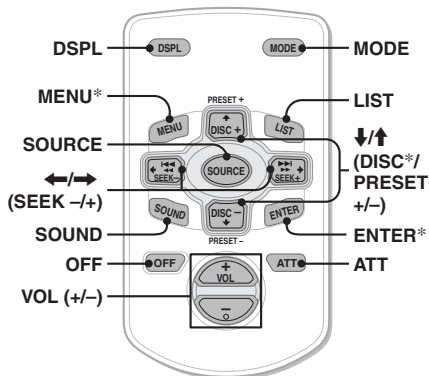 DSPL
DSPL
MODE
MODE
MENU*
PRESET +
LIST
MENU
DISC +
LIST
SOURCE
↓/↑
(DISC*/
PRESET
+/–)
←/→
(SEEK –/+)
SEEK–
SOURCE
SEEK+
SOUND
SOUND
DISC –
ENTER
ENTER*
PRESET –
OFF
OFF
ATT
ATT
VOL (+/–)
+
VOL
–